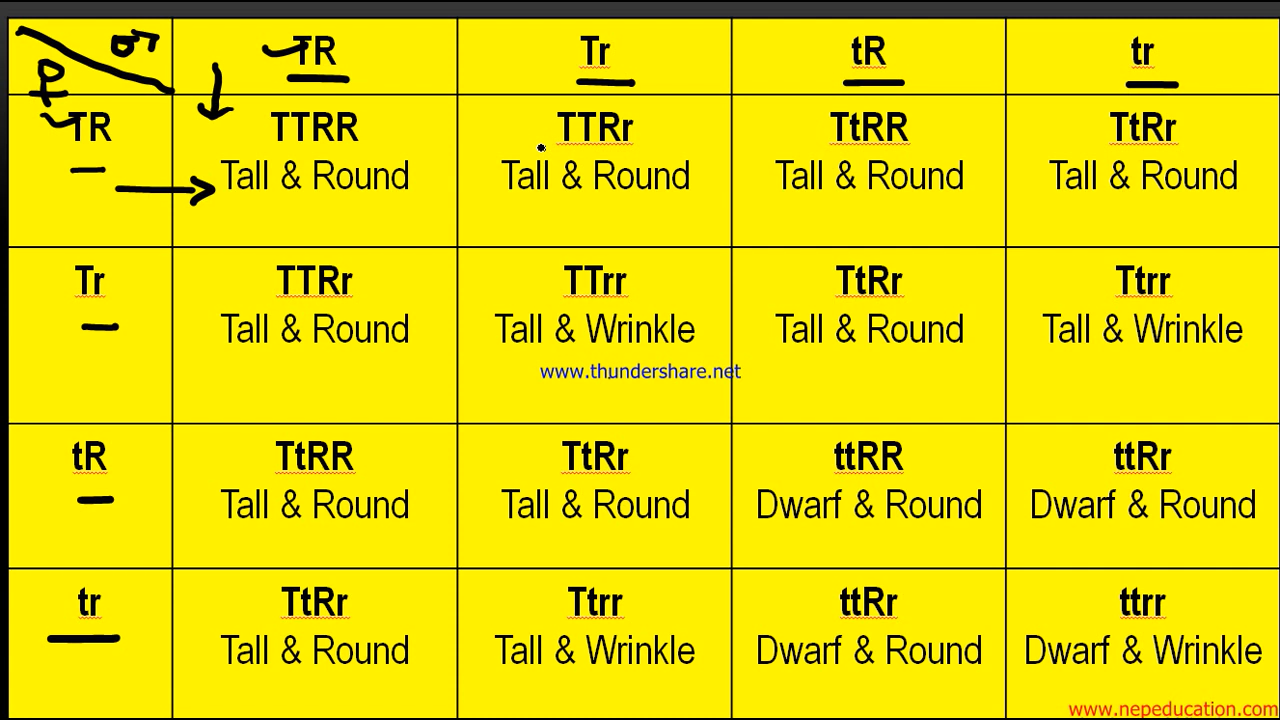 ♂
♀
TR Tr tR tr
TR TTRR TTRr TtRR TtRr
Tall & Round Tall & Round Tall & Round Tall & Round
Tr TTRr TTrr TtRr Ttrr
Tall & Round Tall & Wrinkle Tall & Round Tall & Wrinkle
www.thundershare.net
tR TtRR TtRr ttRR ttRr
Tall & Round Tall & Round Dwarf & Round Dwarf & Round
tr TtRr Ttrr ttRr ttrr
Tall & Round Tall & Wrinkle Dwarf & Round Dwarf & Wrinkle
www.nepeducation.com